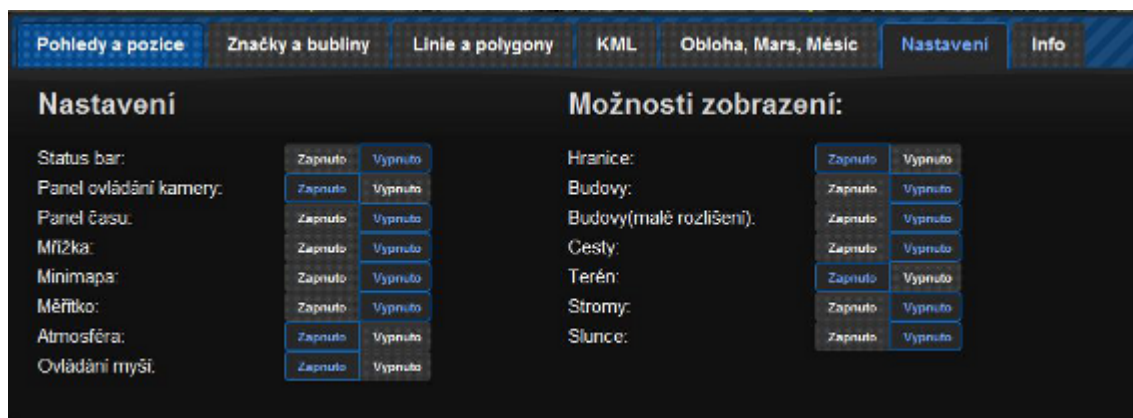 Pohledy a pozice Značky a bubliny Linie a polygony KML Obloha, Mars, Měsíc Nastavení Info
Nastavení
Status bar: Zapnuto Vypnuto
Panel ovládání kamery: Zapnuto Vypnuto
Panel času: Zapnuto Vypnuto
Mřížka: Zapnuto Vypnuto
Minimapa: Zapnuto Vypnuto
Měřítko: Zapnuto Vypnuto
Atmosféra: Zapnuto Vypnuto
Ovládání myší: Zapnuto Vypnuto
Možnosti zobrazení:
Hranice: Zapnuto Vypnuto
Budovy: Zapnuto Vypnuto
Budovy(malé rozlišení): Zapnuto Vypnuto
Cesty: Zapnuto Vypnuto
Terén: Zapnuto Vypnuto
Stromy: Zapnuto Vypnuto
Slunce: Zapnuto Vypnuto